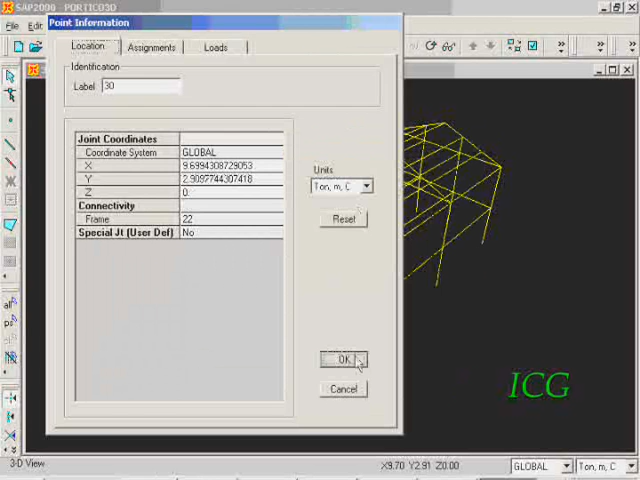 SAP2000 - PORTICO3D
File Edit
Point Information
Location Assignments Loads
Identification
Label 30
Joint Coordinates
Coordinate System GLOBAL
X 9.6994308729053
Y 2.9097744307418
Z 0.
Connectivity
Frame 22
Special Jt (User Def) No
Units
Ton, m, C
Reset
OK
Cancel
all
ps
ICG
3-D View X9.70 Y2.91 Z0.00 GLOBAL Ton, m, C